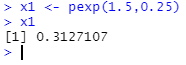 > x1 <- pexp(1.5,0.25)
> x1
[1] 0.3127107
>